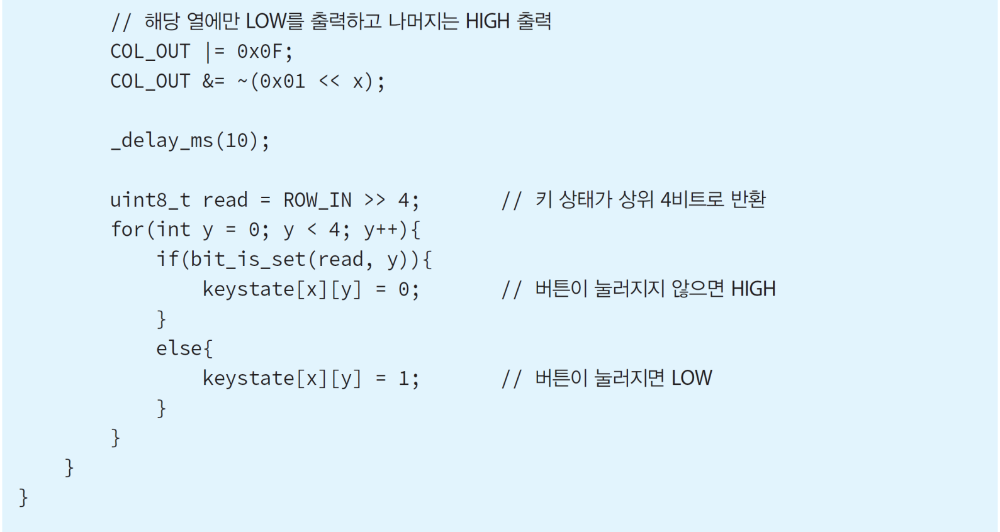 // 해당 열에만 LOW를 출력하고 나머지는 HIGH 출력
COL_OUT |= 0x0F;
COL_OUT &= ~(0x01 << x);
_delay_ms(10);
uint8_t read = ROW_IN >> 4; // 키 상태가 상위 4비트로 반환
for(int y = 0; y < 4; y++){
if(bit_is_set(read, y)){
keystate[x][y] = 0; // 버튼이 눌러지지 않으면 HIGH
}
else{
keystate[x][y] = 1; // 버튼이 눌러지면 LOW
}
}
}
}